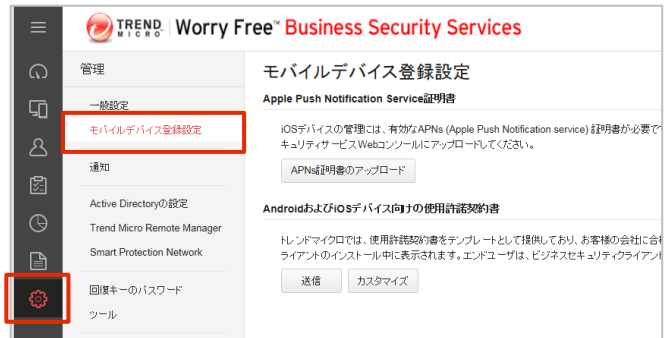 TREND MICRO Worry Free™ Business Security Services
管理
一般設定
モバイルデバイス登録設定
通知
Active Directoryの設定
Trend Micro Remote Manager
Smart Protection Network
回復キーのパスワード
ツール
モバイルデバイス登録設定
Apple Push Notification Service証明書
iOSデバイスの管理には、有効なAPNs (Apple Push Notification service) 証明書が必要で
キュリティサービスWebコンソールにアップロードしてください。
APNs証明書のアップロード
AndroidおよびiOSデバイス向けの使用許諾契約書
トレンドマイクロでは、使用許諾契約書をテンプレートとして提供しており、お客様の会社に合
ライアントのインストール中に表示されます。エンドユーザは、ビジネスセキュリティクライアン
送信
カスタマイズ